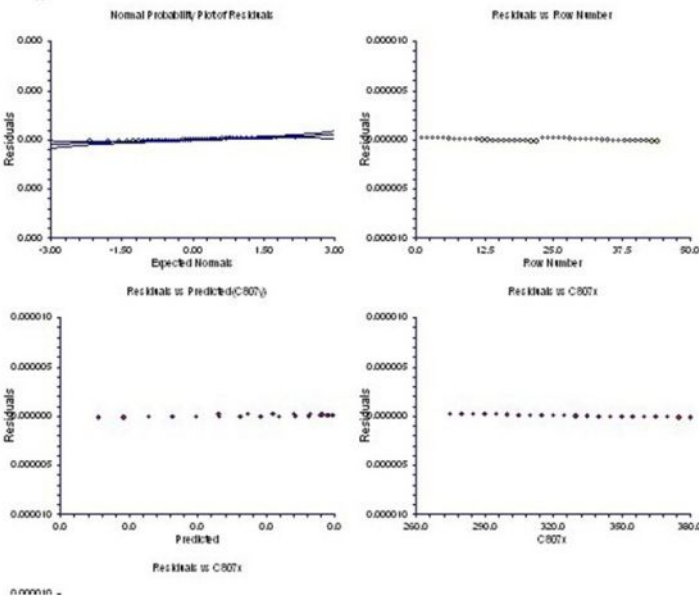 Normal Probability Plot of Residuals
0.000
0.000
0.000
0.000
0.000
Residuals
-3.00 -1.50 0.00 1.50 3.00
Expected Normals
Residuals vs Row Number
0.000010
0.000005
0.000000
0.000005
0.000010
Residuals
0.0 12.5 25.0 37.5 50.0
Row Number
Residuals vs Predicted(C807y)
0.000010
0.000005
0.000000
0.000005
0.000010
Residuals
0.0 0.0 0.0 0.0 0.0
Predicted
Residuals vs C807x
0.000010
0.000005
0.000000
0.000005
0.000010
Residuals
260.0 290.0 320.0 350.0 380.0
C807x
Residuals vs C807x
0.000010